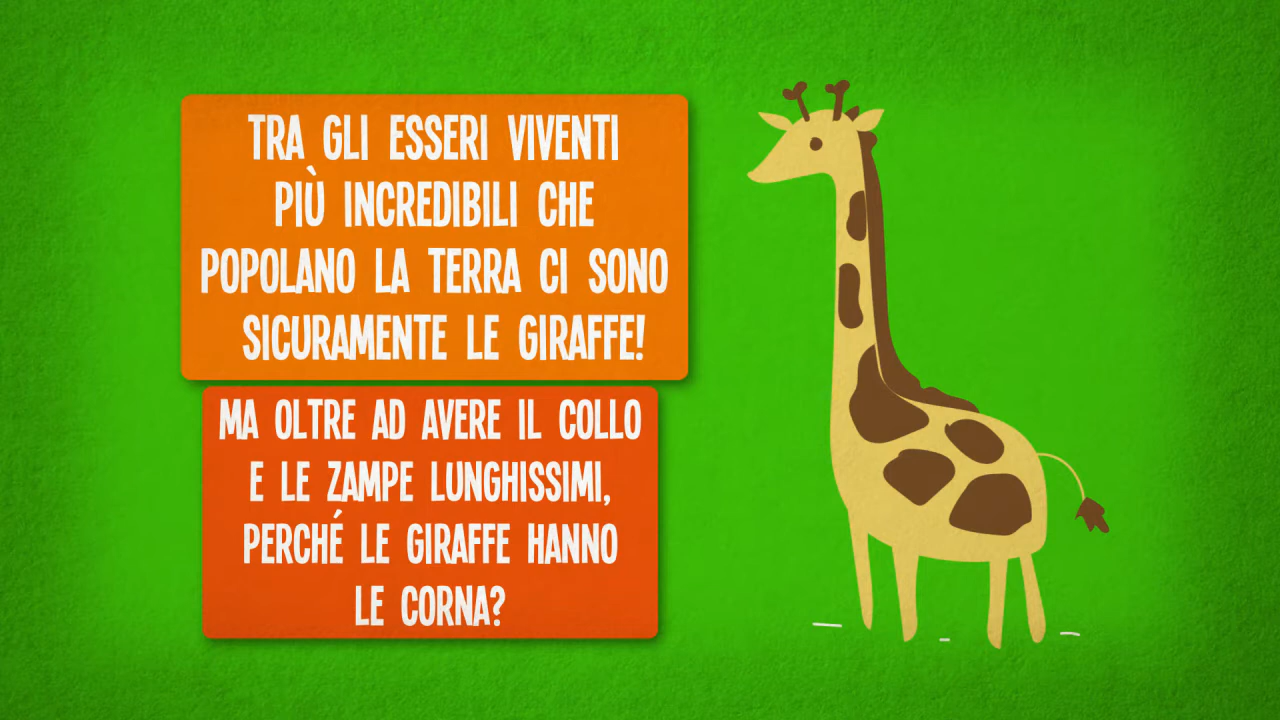 TRA GLI ESSERI VIVENTI
PIÙ INCREDIBILI CHE
POPOLANO LA TERRA CI SONO
SICURAMENTE LE GIRAFFE!
MA OLTRE AD AVERE IL COLLO
E LE ZAMPE LUNGHISSIMI,
PERCHÉ LE GIRAFFE HANNO
LE CORNA?